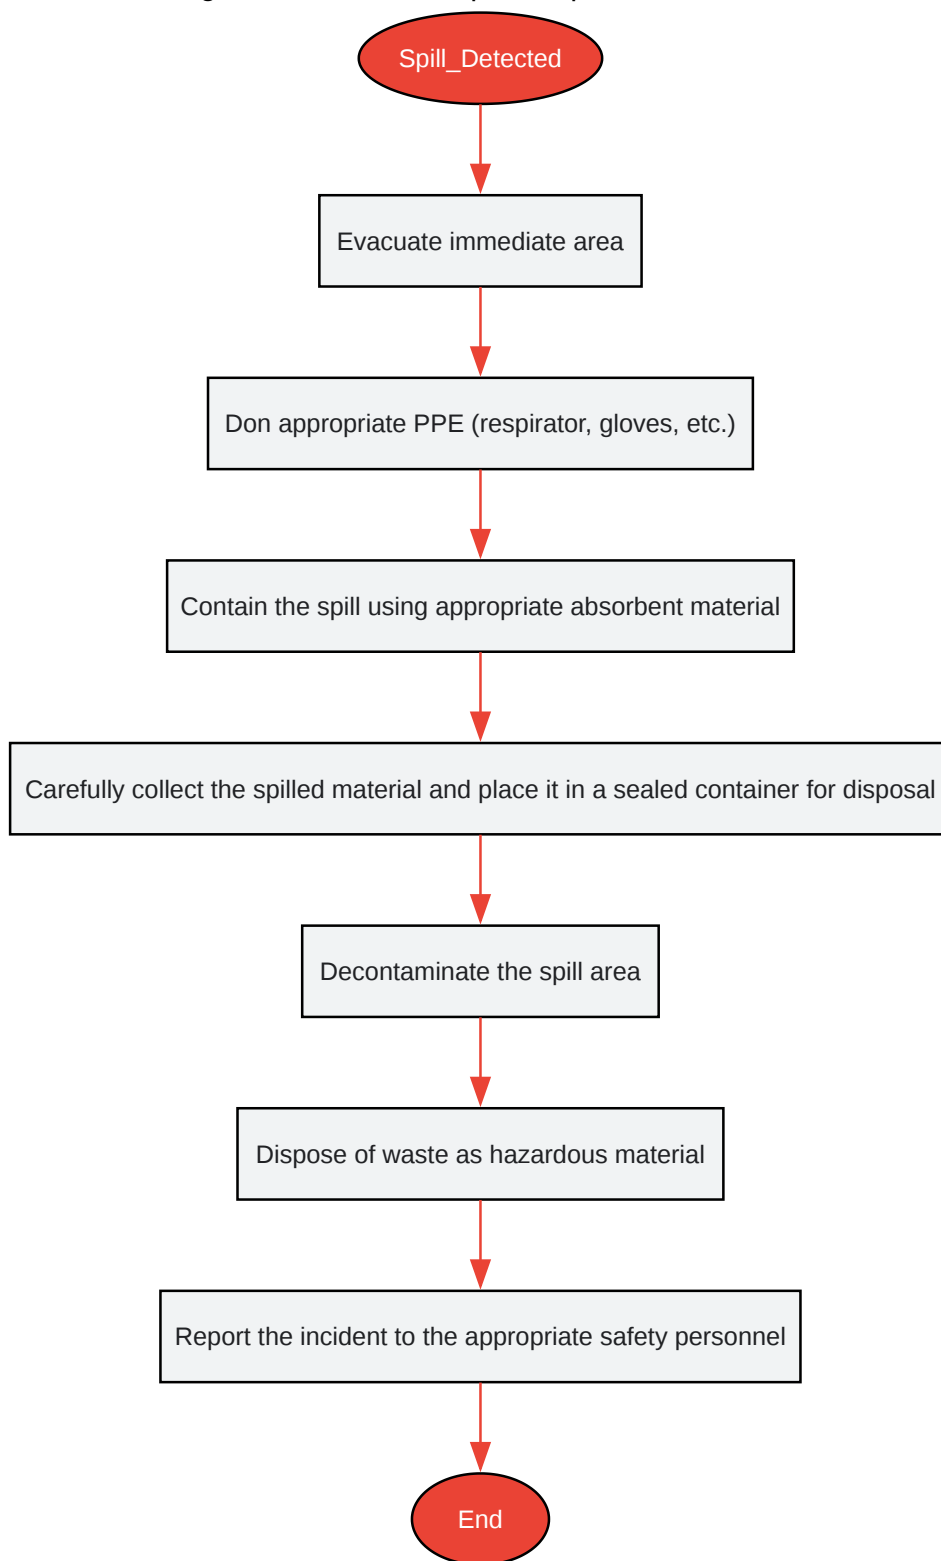 Spill_Detected
Evacuate immediate area
Don appropriate PPE (respirator, gloves, etc.)
Contain the spill using appropriate absorbent material
Carefully collect the spilled material and place it in a sealed container for disposal
Decontaminate the spill area
Dispose of waste as hazardous material
Report the incident to the appropriate safety personnel
End